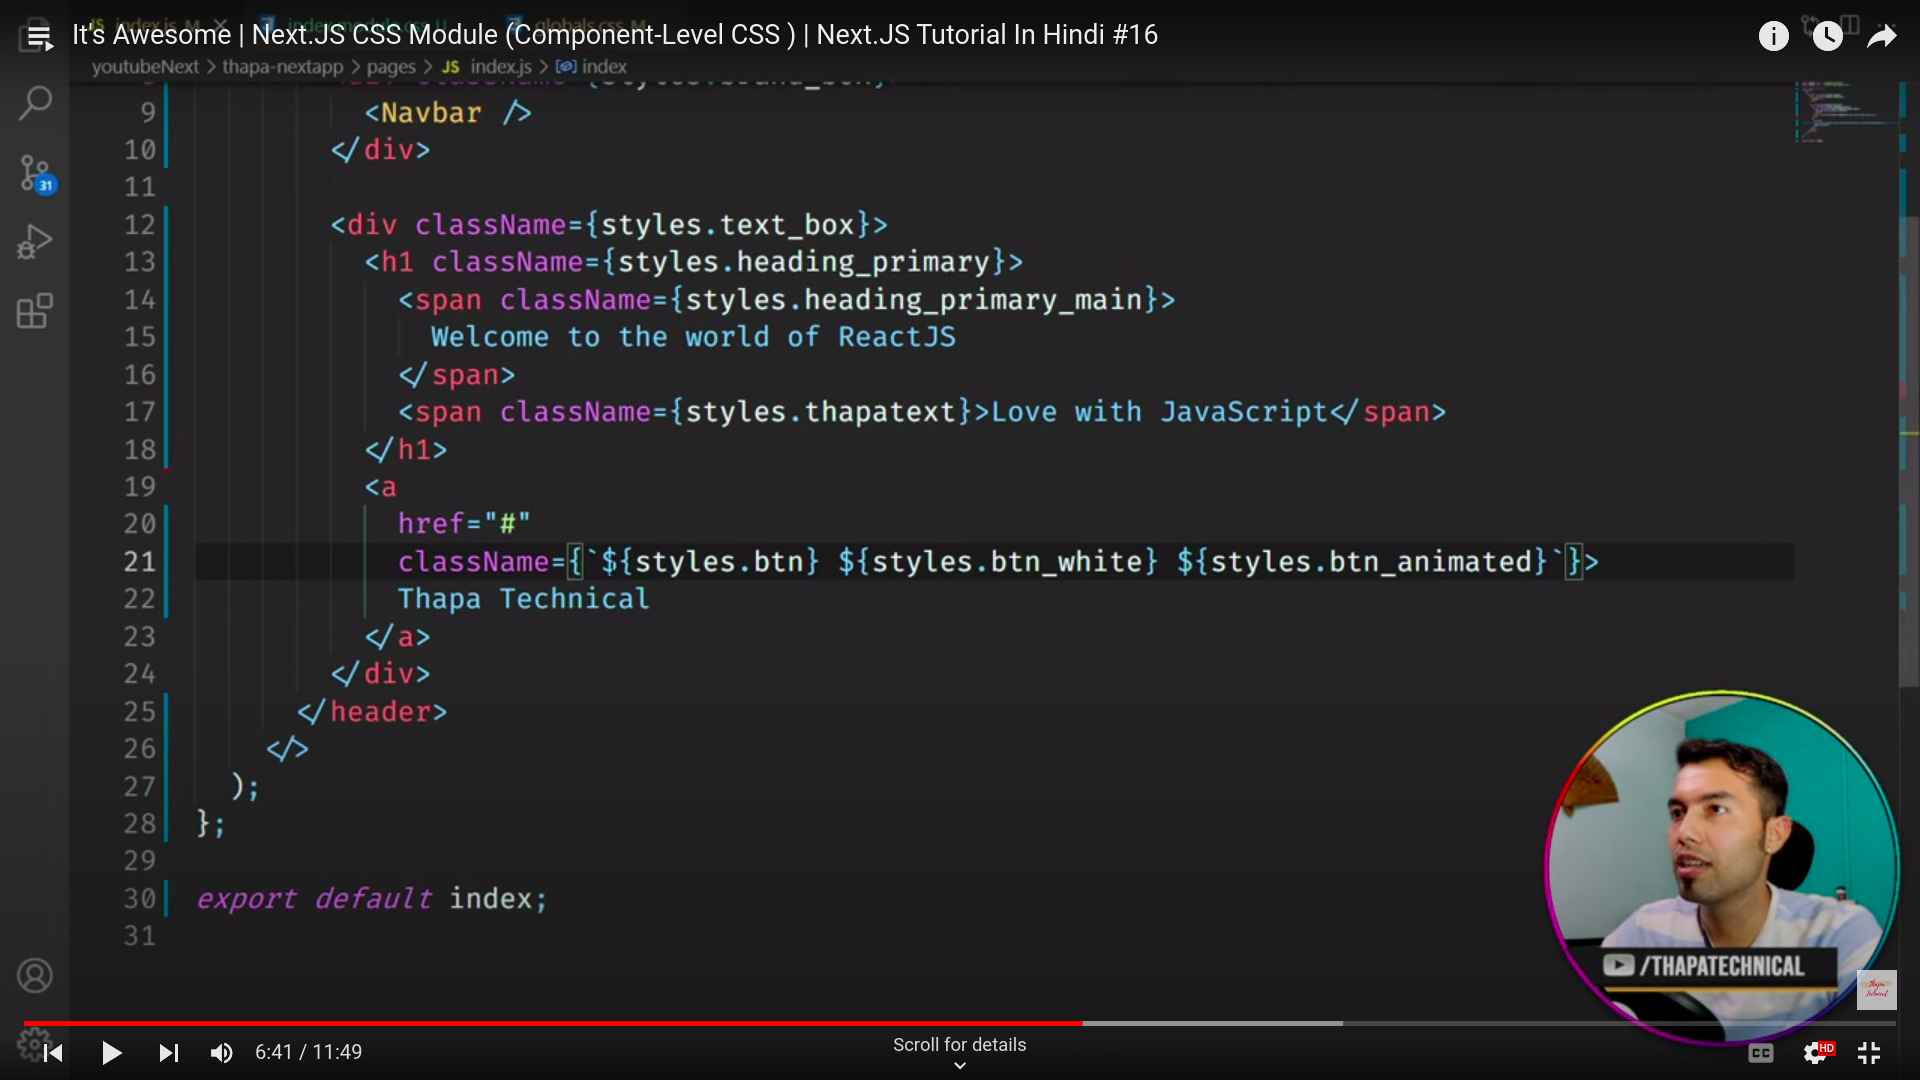 It's Awesome | Next.JS CSS Module (Component-Level CSS ) | Next.JS Tutorial In Hindi #16
youtubeNext > thapa-nextapp > pages > JS index.js > index
9 <Navbar />
10 </div>
11
12 <div className={styles.text_box}>
13 <h1 className={styles.heading_primary}>
14 <span className={styles.heading_primary_main}>
15 Welcome to the world of ReactJS
16 </span>
17 <span className={styles.thapatext}>Love with JavaScript</span>
18 </h1>
19 <a
20 href="#"
21 className={`${styles.btn} ${styles.btn_white} ${styles.btn_animated}`}>
22 Thapa Technical
23 </a>
24 </div>
25 </header>
26 </>
27 );
28 };
29
30 export default index;
31
31
/THAPATECHNICAL
Thapa Technical
6:41 / 11:49
Scroll for details
CC
HD